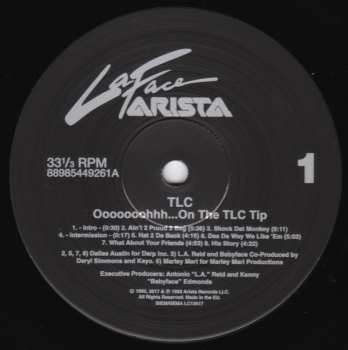 LaFace
ARISTA
33⅓ RPM
88985449261A
1
TLC
Ooooooohhh...On The TLC Tip
1. - Intro - (0:30) 2. Ain't 2 Proud 2 Beg (5:36) 3. Shock Dat Monkey (5:11)
4. - Intermission - (0:17) 5. Hat 2 Da Back (4:16) 6. Das Da Way We Like 'Em (5:03)
7. What About Your Friends (4:53) 8. His Story (4:22)
2, 5, 7, 8) Dallas Austin for Darp Inc. 3) L.A. Reid and Babyface Co-Produced by
Daryl Simmons and Kayo. 6) Marley Marl for Marley Marl Productions
Executive Producers: Antonio "L.A." Reid and Kenny
"Babyface" Edmonds
℗ 1992, 2017 & © 1992 Arista Records LLC.
All Rights Reserved. Made in the EU.